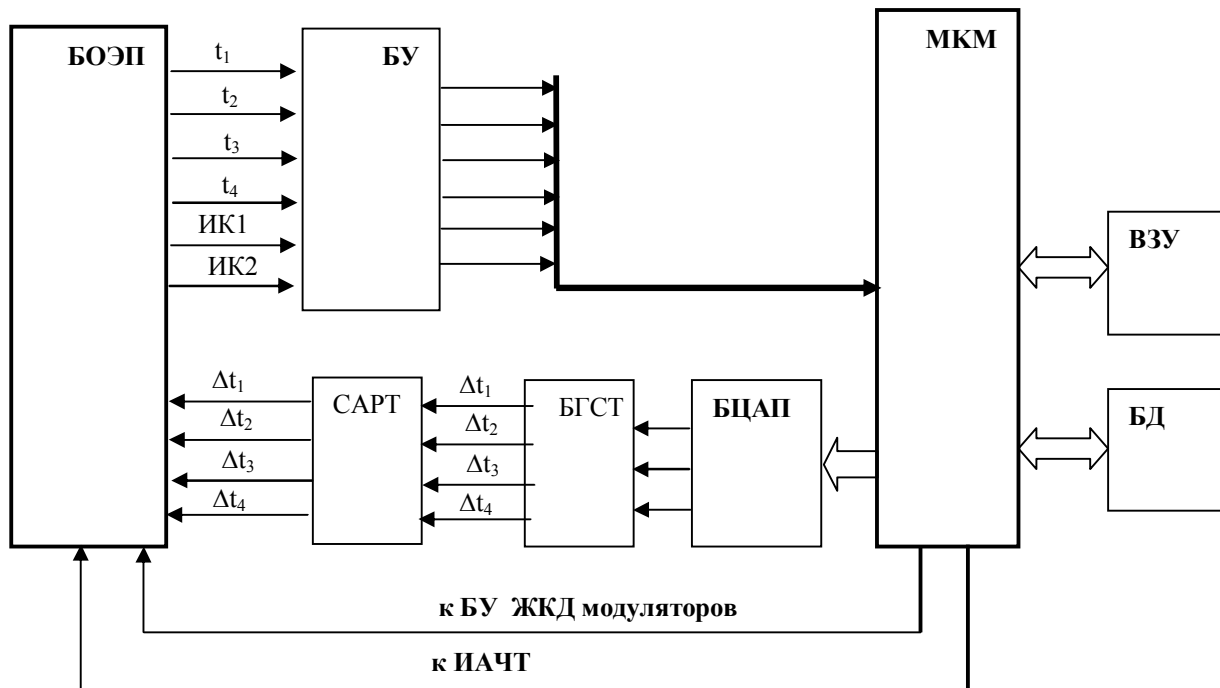 БОЭП
t₁
t₂
t₃
t₄
ИК1
ИК2
БУ
МКМ
ВЗУ
БД
Δt₁
Δt₂
Δt₃
Δt₄
САРТ
Δt₁
Δt₂
Δt₃
Δt₄
БГСТ
БЦАП
к БУ ЖКД модуляторов
к ИАЧТ